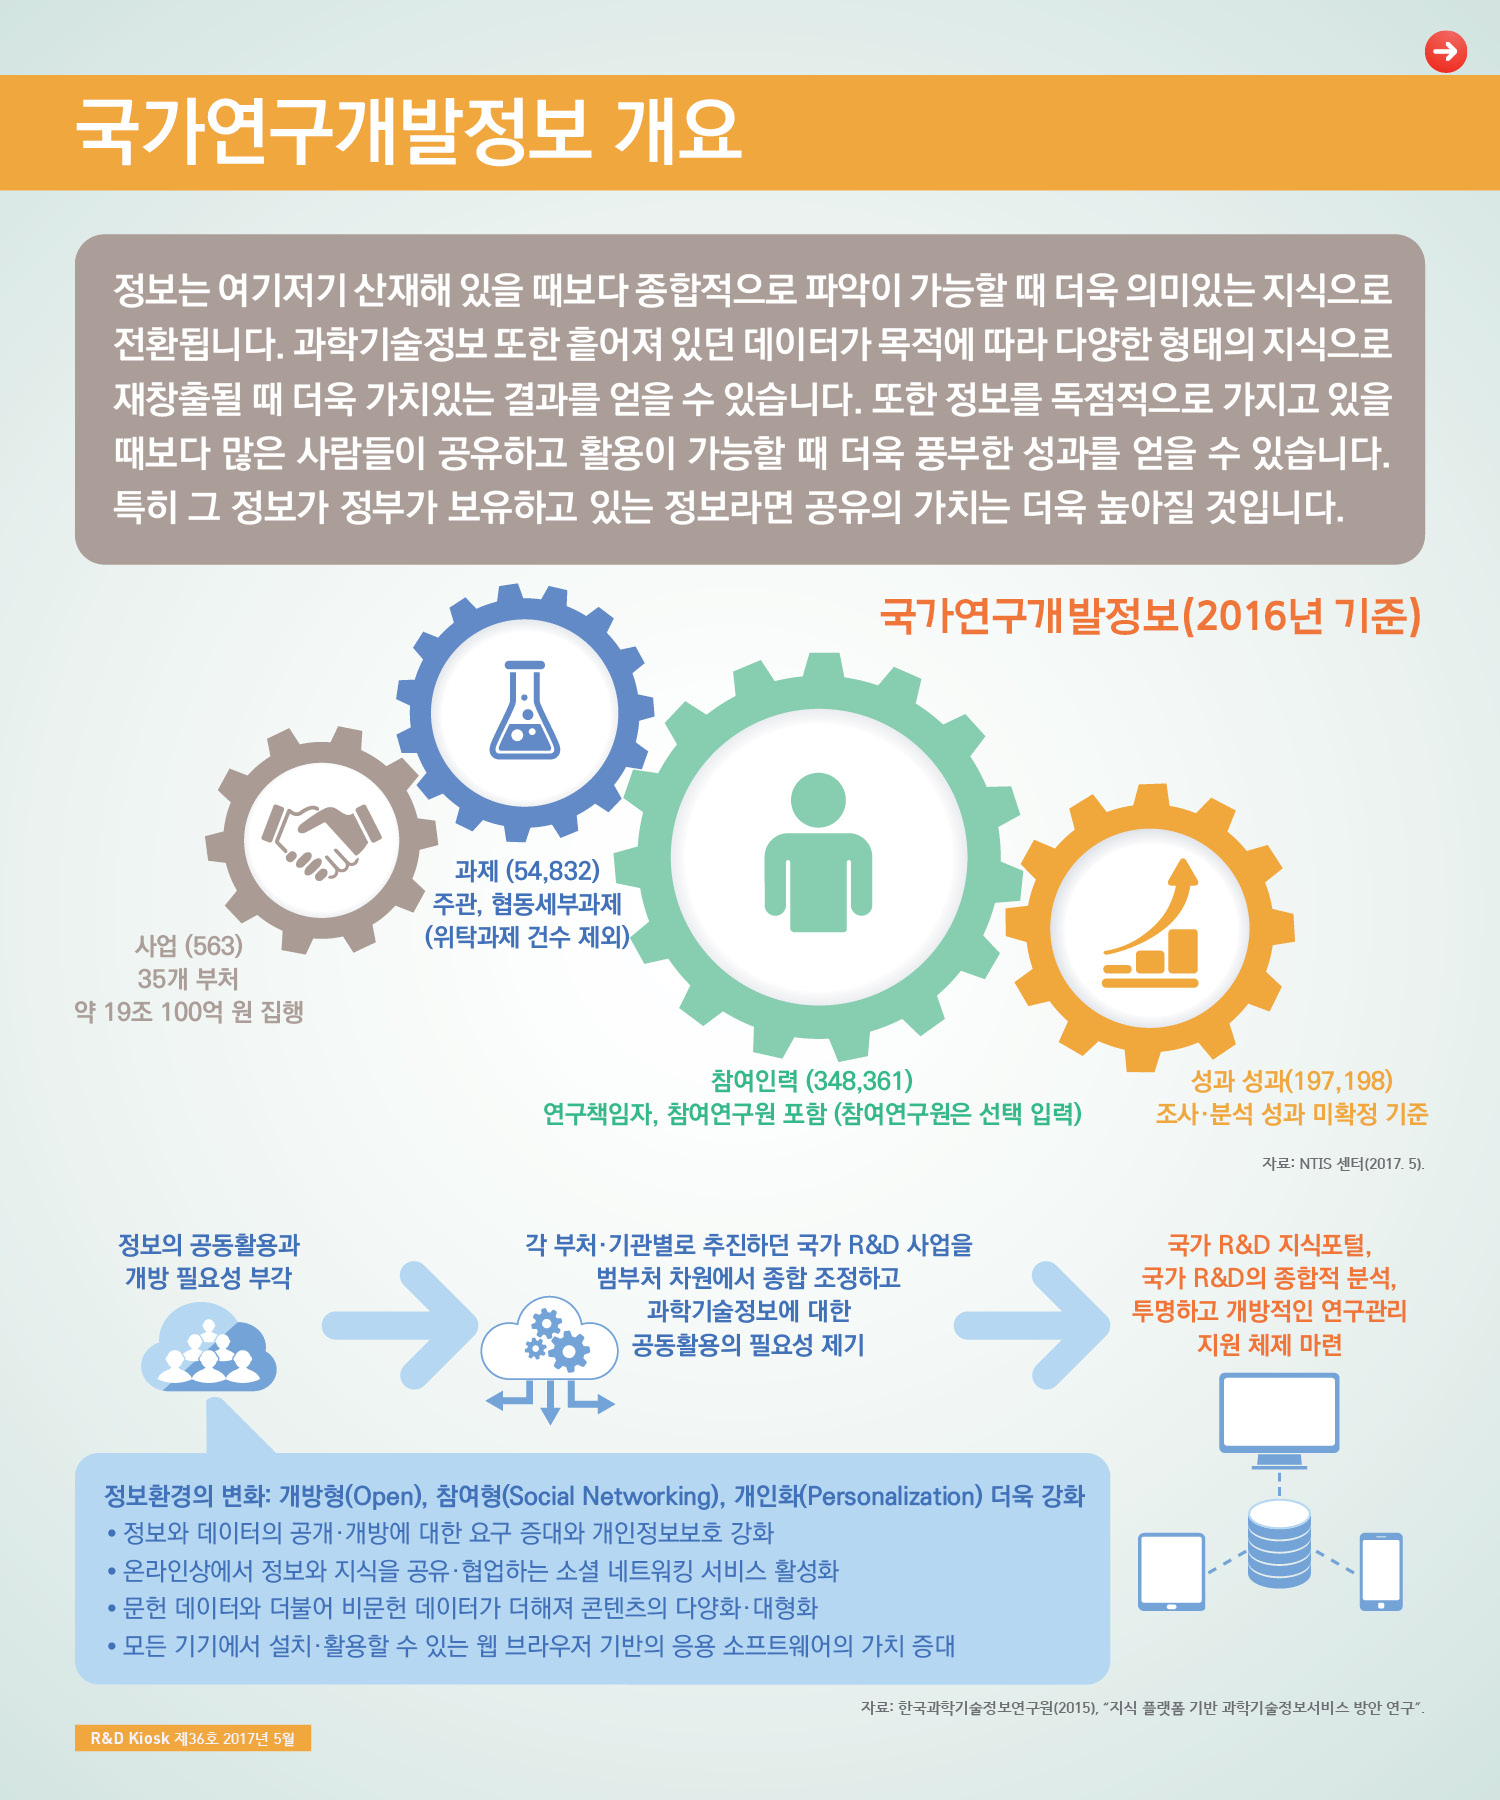 국가연구개발정보 개요
정보는 여기저기 산재해 있을 때보다 종합적으로 파악이 가능할 때 더욱 의미있는 지식으로
전환됩니다. 과학기술정보 또한 흩어져 있던 데이터가 목적에 따라 다양한 형태의 지식으로
재창출될 때 더욱 가치있는 결과를 얻을 수 있습니다. 또한 정보를 독점적으로 가지고 있을
때보다 많은 사람들이 공유하고 활용이 가능할 때 더욱 풍부한 성과를 얻을 수 있습니다.
특히 그 정보가 정부가 보유하고 있는 정보라면 공유의 가치는 더욱 높아질 것입니다.
국가연구개발정보(2016년 기준)
사업 (563)
35개 부처
약 19조 100억 원 집행
과제 (54,832)
주관, 협동세부과제
(위탁과제 건수 제외)
참여인력 (348,361)
연구책임자, 참여연구원 포함 (참여연구원은 선택 입력)
성과 성과(197,198)
조사·분석 성과 미확정 기준
자료: NTIS 센터(2017. 5).
정보의 공동활용과
개방 필요성 부각
각 부처·기관별로 추진하던 국가 R&D 사업을
범부처 차원에서 종합 조정하고
과학기술정보에 대한
공동활용의 필요성 제기
국가 R&D 지식포털,
국가 R&D의 종합적 분석,
투명하고 개방적인 연구관리
지원 체제 마련
정보환경의 변화: 개방형(Open), 참여형(Social Networking), 개인화(Personalization) 더욱 강화
• 정보와 데이터의 공개·개방에 대한 요구 증대와 개인정보보호 강화
• 온라인상에서 정보와 지식을 공유·협업하는 소셜 네트워킹 서비스 활성화
• 문헌 데이터와 더불어 비문헌 데이터가 더해져 콘텐츠의 다양화·대형화
• 모든 기기에서 설치·활용할 수 있는 웹 브라우저 기반의 응용 소프트웨어의 가치 증대
자료: 한국과학기술정보연구원(2015), “지식 플랫폼 기반 과학기술정보서비스 방안 연구”.
R&D Kiosk 제36호 2017년 5월